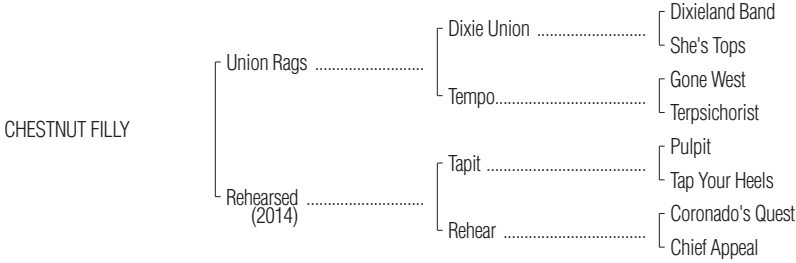 Dixieland Band
Dixie Union ............................
She's Tops
Union Rags ............................
Gone West
Tempo.......................................
Terpsichorist
CHESTNUT FILLY
Pulpit
Tapit .........................................
Tap Your Heels
Rehearsed ..............................
(2014)
Coronado's Quest
Rehear .....................................
Chief Appeal